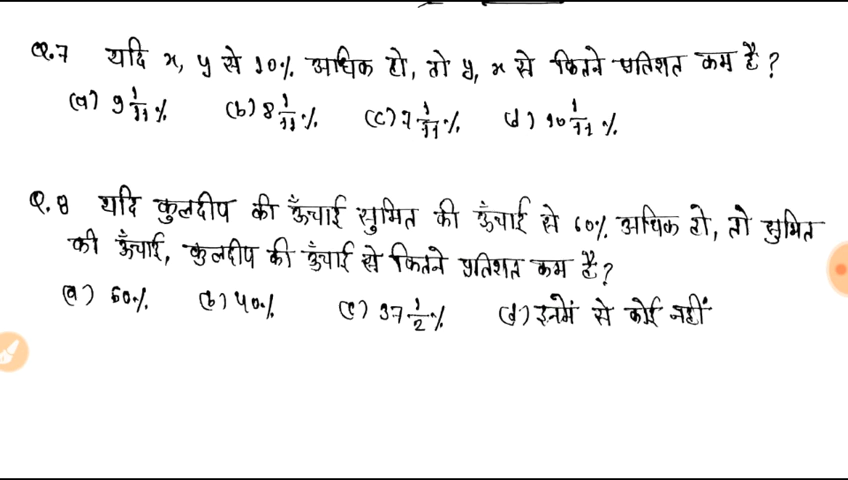 Q.7 यदि x, y से 10% अधिक हो, तो y, x से कितने प्रतिशत कम है?
(a) 9 1/11 % (b) 8 1/11 % (c) 7 1/11 % (d) 10 1/11 %
Q.8 यदि कुलदीप की ऊँचाई सुमित की ऊँचाई से 60% अधिक हो, तो सुमित
की ऊँचाई, कुलदीप की ऊँचाई से कितने प्रतिशत कम है?
(a) 60% (b) 40% (c) 37 1/2 % (d) इनमें से कोई नहीं